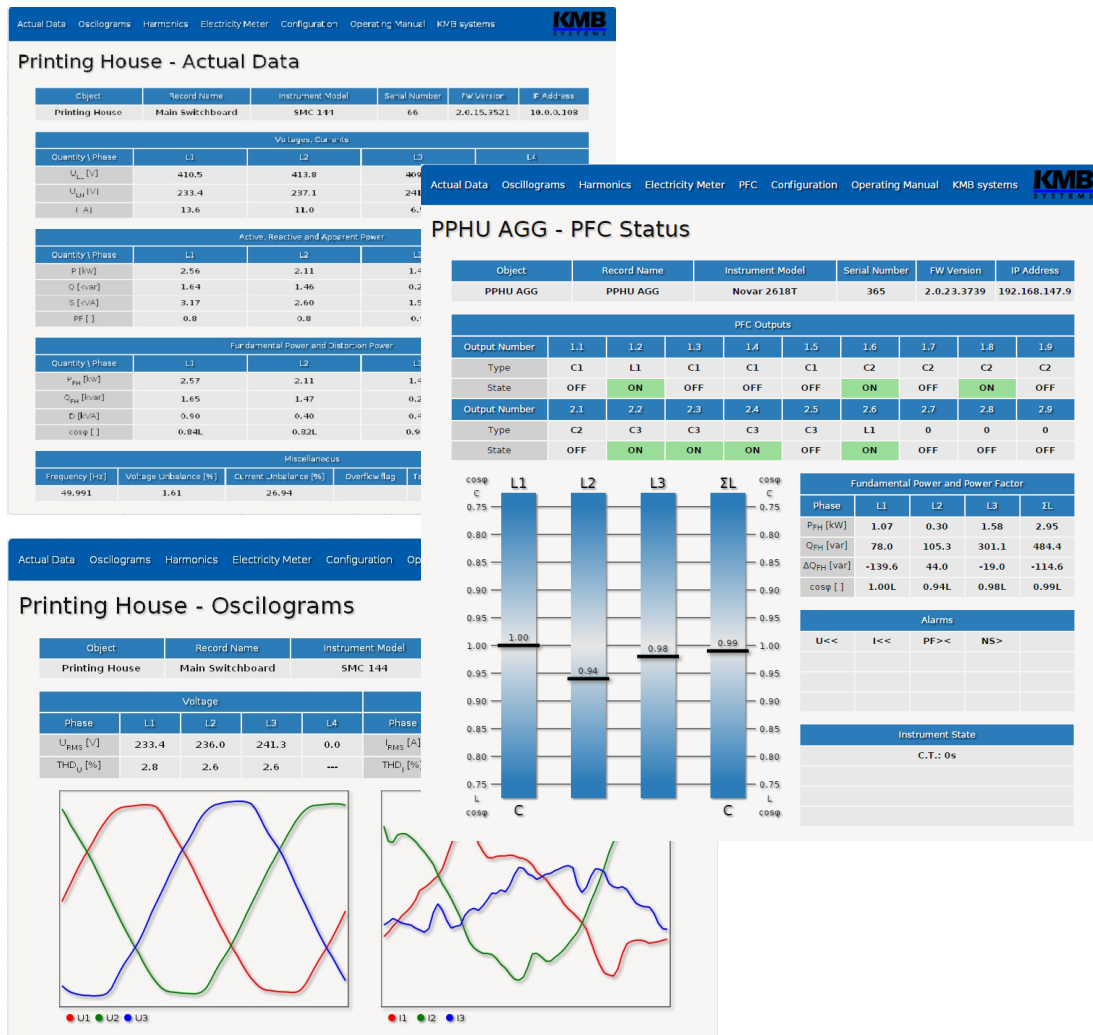 Actual Data Oscilograms Harmonics Electricity Meter Configuration Operating Manual KMB systems KMB SYSTEMS
Printing House - Actual Data
Object Record Name Instrument Model Serial Number FW Version IP Address
Printing House Main Switchboard SMC 144 66 2.0.15.3521 10.0.0.108
Voltages, Currents
Quantity \ Phase L1 L2 L3 L4
410.5 413.8
233.4 237.1
13.6 11.0
Active, Reactive and Apparent Power
Quantity \ Phase L1 L2
P [kW] 2.56 2.11
Q [kvar] 1.64 1.46
S [kVA] 3.17 2.60
PF [ ] 0.8 0.8
Fundamental Power and Distortion Power
Quantity \ Phase L1 L2
PFH [kW] 2.57 2.11
QFH [kvar] 1.65 1.47
D [kVA] 0.90 0.40
cosφ [ ] 0.84L 0.82L
Miscellaneous
Frequency [Hz] Voltage Unbalance [%] Current Unbalance [%] Overflow flag
49.991 1.61 26.94
Actual Data Oscillograms Harmonics Electricity Meter PFC Configuration Operating Manual KMB systems KMB SYSTEMS
PPHU AGG - PFC Status
Object Record Name Instrument Model Serial Number FW Version IP Address
PPHU AGG PPHU AGG Novar 2618T 365 2.0.23.3739 192.168.147.9
PFC Outputs
Output Number 1.1 1.2 1.3 1.4 1.5 1.6 1.7 1.8 1.9
Type C1 L1 C1 C1 C1 C2 C2 C2 C2
State OFF ON OFF OFF OFF ON OFF ON OFF
Output Number 2.1 2.2 2.3 2.4 2.5 2.6 2.7 2.8 2.9
Type C2 C3 C3 C3 C3 L1 0 0 0
State OFF ON ON ON OFF ON OFF OFF OFF
cosφ L1 L2 L3 ΣL cosφ
C C
0.75 0.75
0.80 0.80
0.85 0.85
0.90 0.90
0.95 0.95
1.00 1.00 1.00
0.99
0.98
0.95 0.95
0.94
0.90 0.90
0.85 0.85
0.80 0.80
0.75 0.75
L L
cosφ C C cosφ
Fundamental Power and Power Factor
Phase L1 L2 L3 ΣL
PFH [kW] 1.07 0.30 1.58 2.95
QFH [var] 78.0 105.3 301.1 484.4
ΔQFH [var] -139.6 44.0 -19.0 -114.6
cosφ [ ] 1.00L 0.94L 0.98L 0.99L
Alarms
U<< I<< PF>< NS>
Instrument State
C.T.: 0s
Actual Data Oscilograms Harmonics Electricity Meter Configuration
Printing House - Oscilograms
Object Record Name Instrument Model
Printing House Main Switchboard SMC 144
Voltage
Phase L1 L2 L3 L4 Phase
URMS [V] 233.4 236.0 241.3 0.0 IRMS [A]
THDU [%] 2.8 2.6 2.6 --- THDI [%]
U1 U2 U3
I1 I2 I3